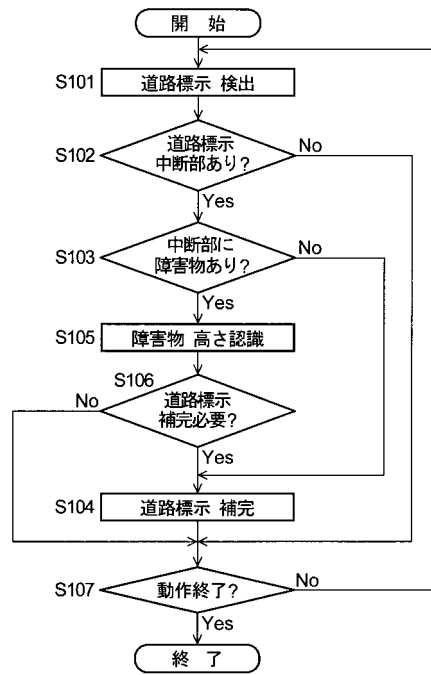 開 始
S101
道路標示 検出
S102
道路標示
中断部あり?
No
Yes
S103
中断部に
障害物あり?
No
Yes
S105
障害物 高さ認識
S106
道路標示
補完必要?
No
Yes
S104
道路標示 補完
S107
動作終了?
No
Yes
終 了